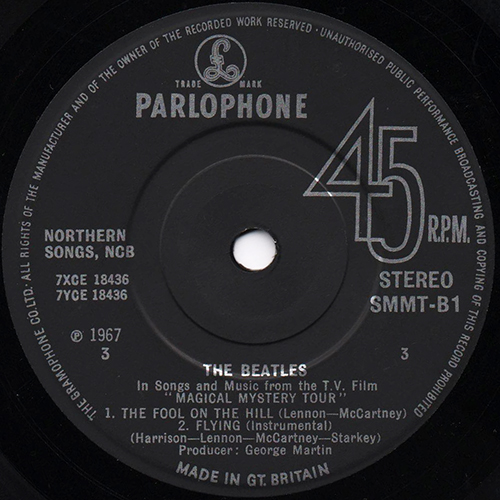 ALL RIGHTS OF THE MANUFACTURER AND OF THE OWNER OF THE RECORDED WORK RESERVED. · UNAUTHORISED PUBLIC PERFORMANCE BROADCASTING AND COPYING OF THIS RECORD PROHIBITED.
THE GRAMOPHONE CO. LTD.
£
TRADE MARK
PARLOPHONE
45
R.P.M.
NORTHERN
SONGS, NCB
7XCE 18436
7YCE 18436
STEREO
SMMT-B1
℗ 1967
3
3
THE BEATLES
In Songs and Music from the T.V. Film
"MAGICAL MYSTERY TOUR"
1. THE FOOL ON THE HILL (Lennon—McCartney)
2. FLYING (Instrumental)
(Harrison—Lennon—McCartney—Starkey)
Producer: George Martin
MADE IN GT. BRITAIN